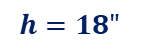 h = 18"